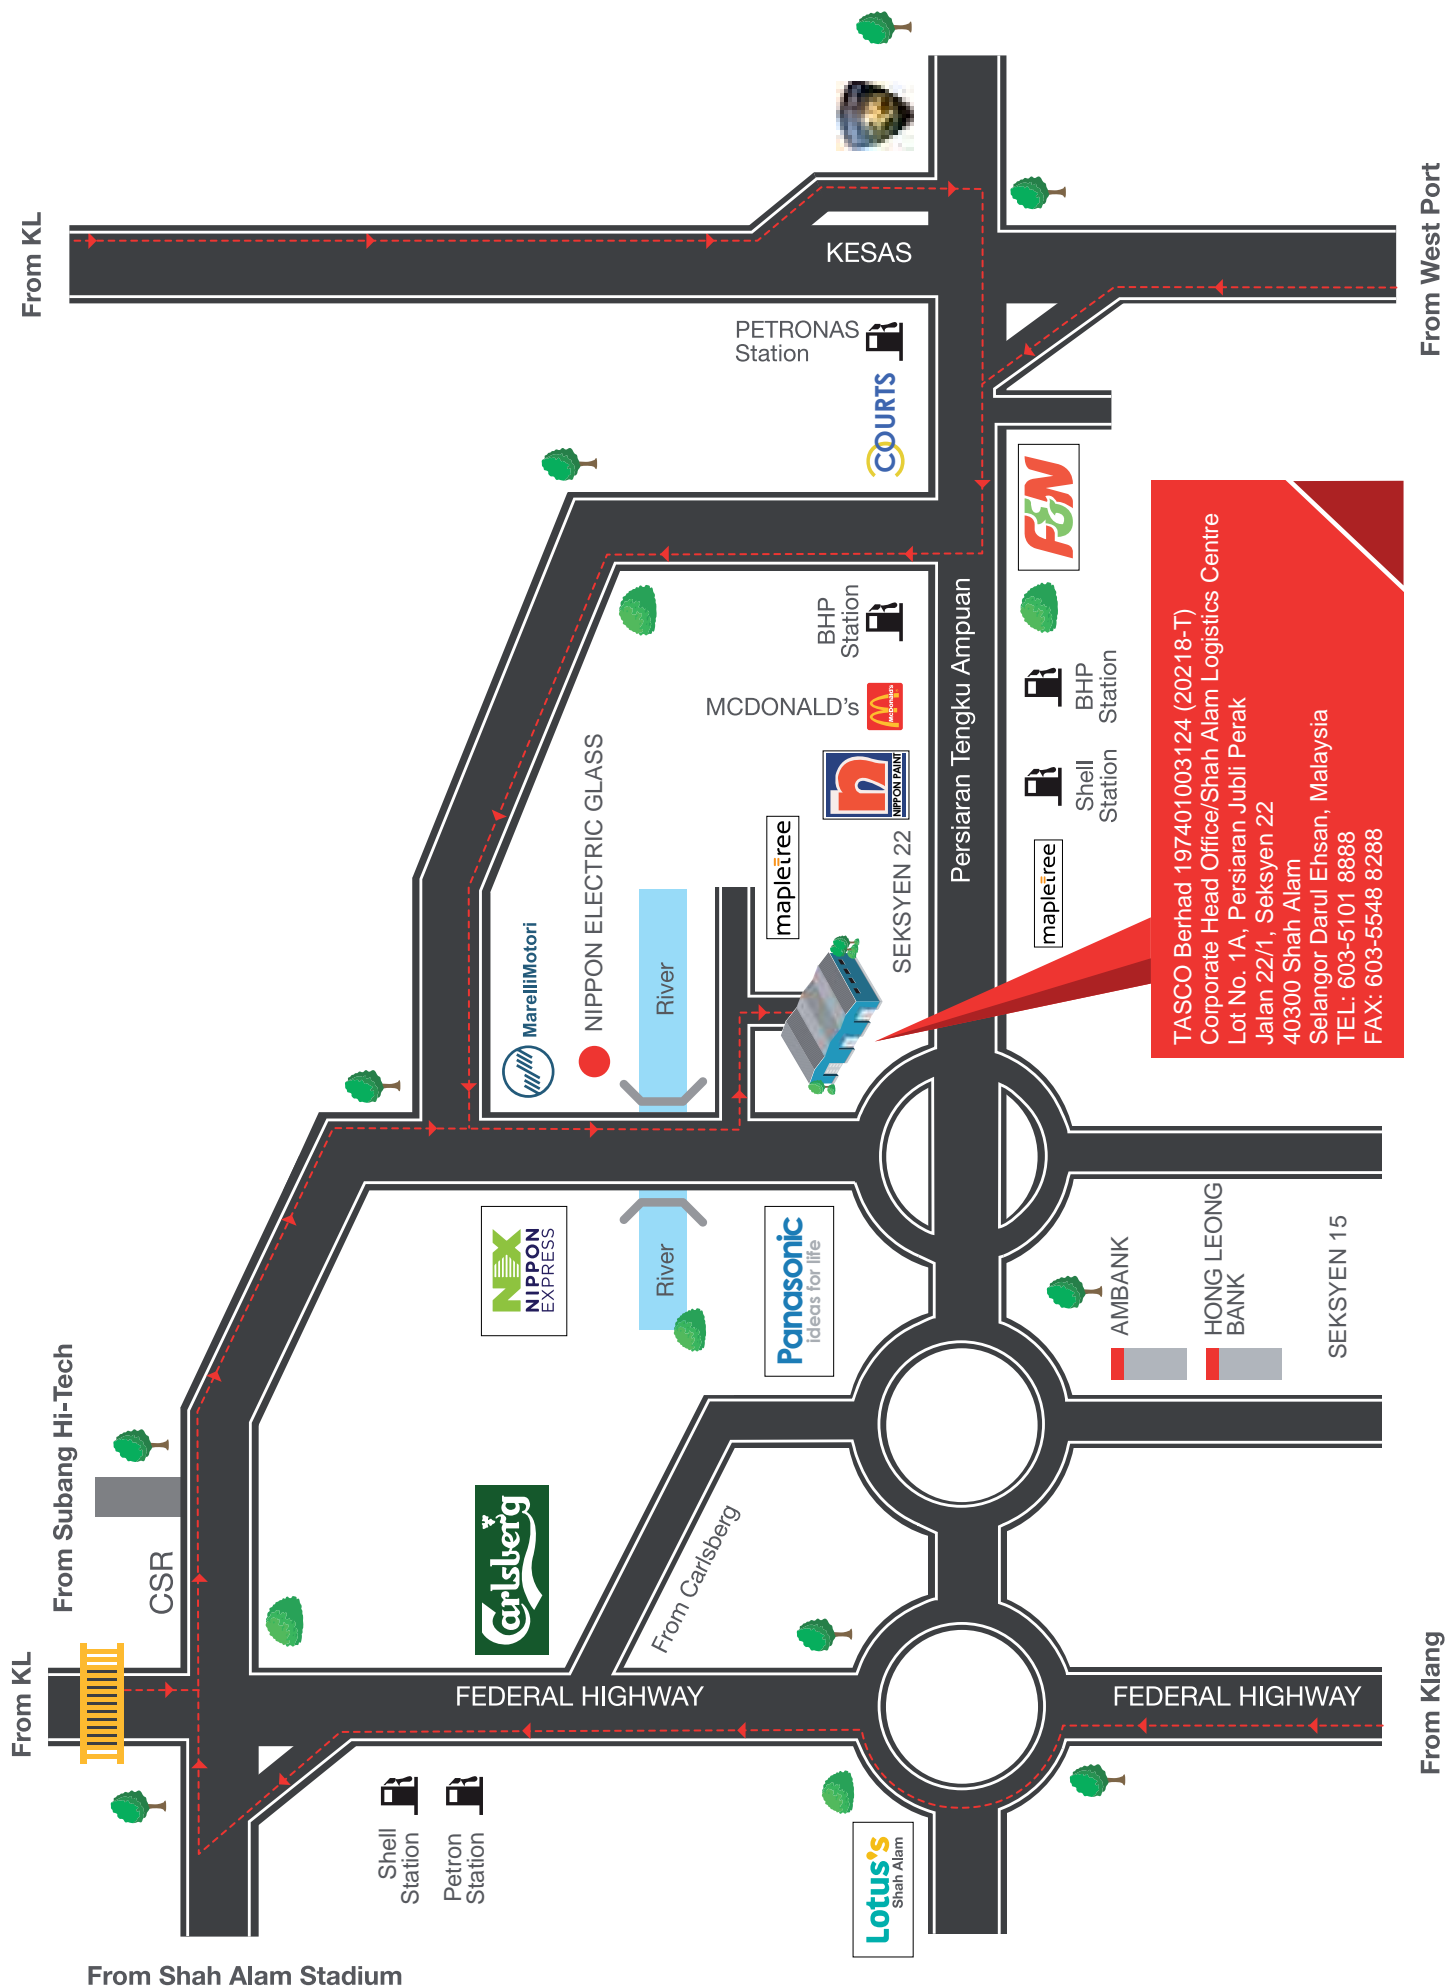 From KL
From Subang Hi-Tech
From KL
From Shah Alam Stadium
CSR
KESAS
PETRONAS
Station
COURTS
F&N
BHP
Station
MCDONALD's
McDonald's
n
NIPPON PAINT
mapletree
SEKSYEN 22
Persiaran Tengku Ampuan
BHP
Station
Shell
Station
mapletree
MarelliMotori
NIPPON ELECTRIC GLASS
River
River
NEX
NIPPON
EXPRESS
Panasonic
ideas for life
Carlsberg
From Carlsberg
FEDERAL HIGHWAY
FEDERAL HIGHWAY
Shell
Station
Petron
Station
Lotus's
Shah Alam
AMBANK
HONG LEONG
BANK
SEKSYEN 15
From Klang
From West Port
TASCO Berhad 197401003124 (20218-T)
Corporate Head Office/Shah Alam Logistics Centre
Lot No. 1A, Persiaran Jubli Perak
Jalan 22/1, Seksyen 22
40300 Shah Alam
Selangor Darul Ehsan, Malaysia
TEL: 603-5101 8888
FAX: 603-5548 8288